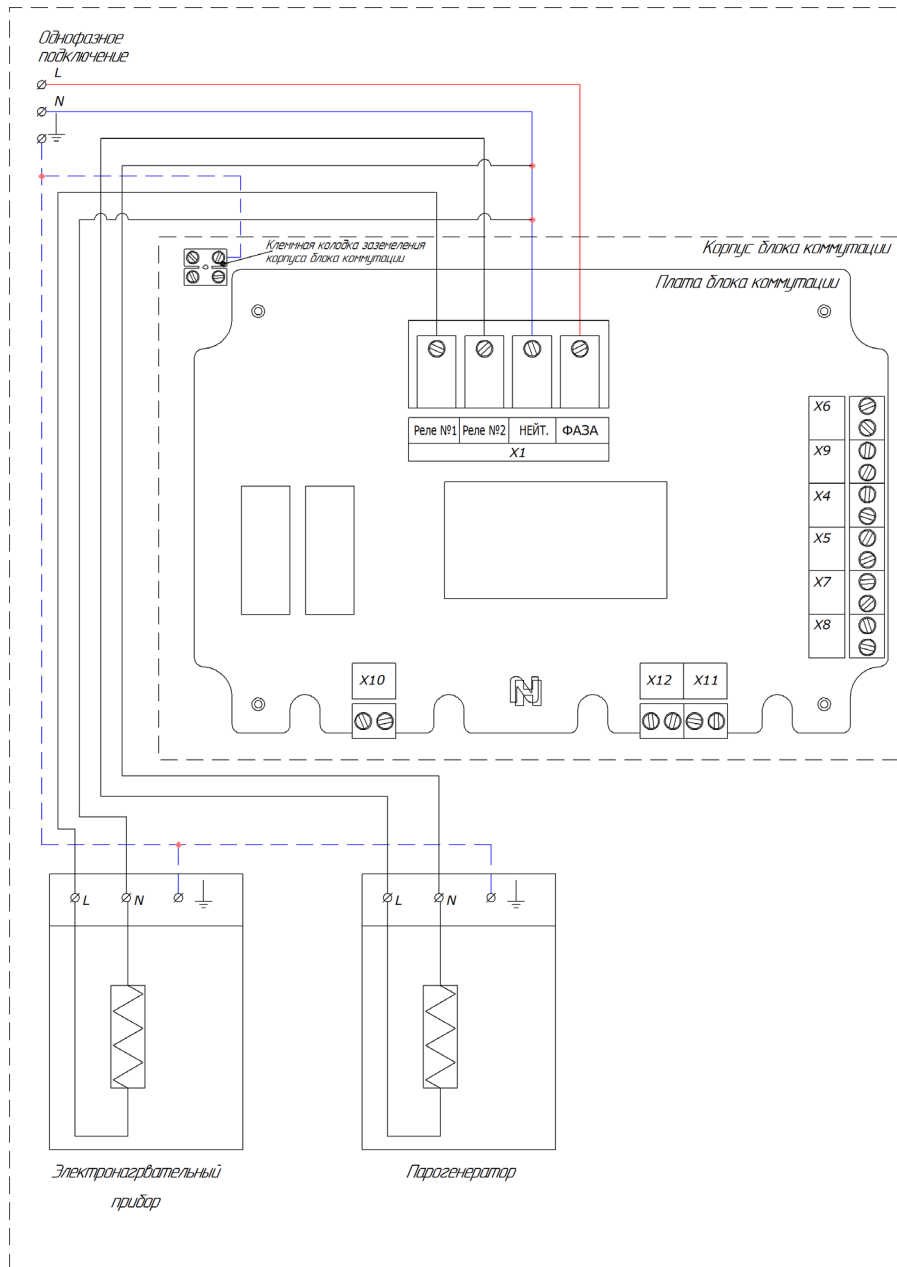 Однофазное
подключение
L
N
Клеммная колодка заземеления
корпуса блока коммутации
Корпус блока коммутации
Плата блока коммутации
Реле №1 Реле №2 НЕЙТ. ФАЗА
X1
X6
X9
X4
X5
X7
X8
X10
X12 X11
L N
L N
Электронагрвательный
прибор
Парогенератор